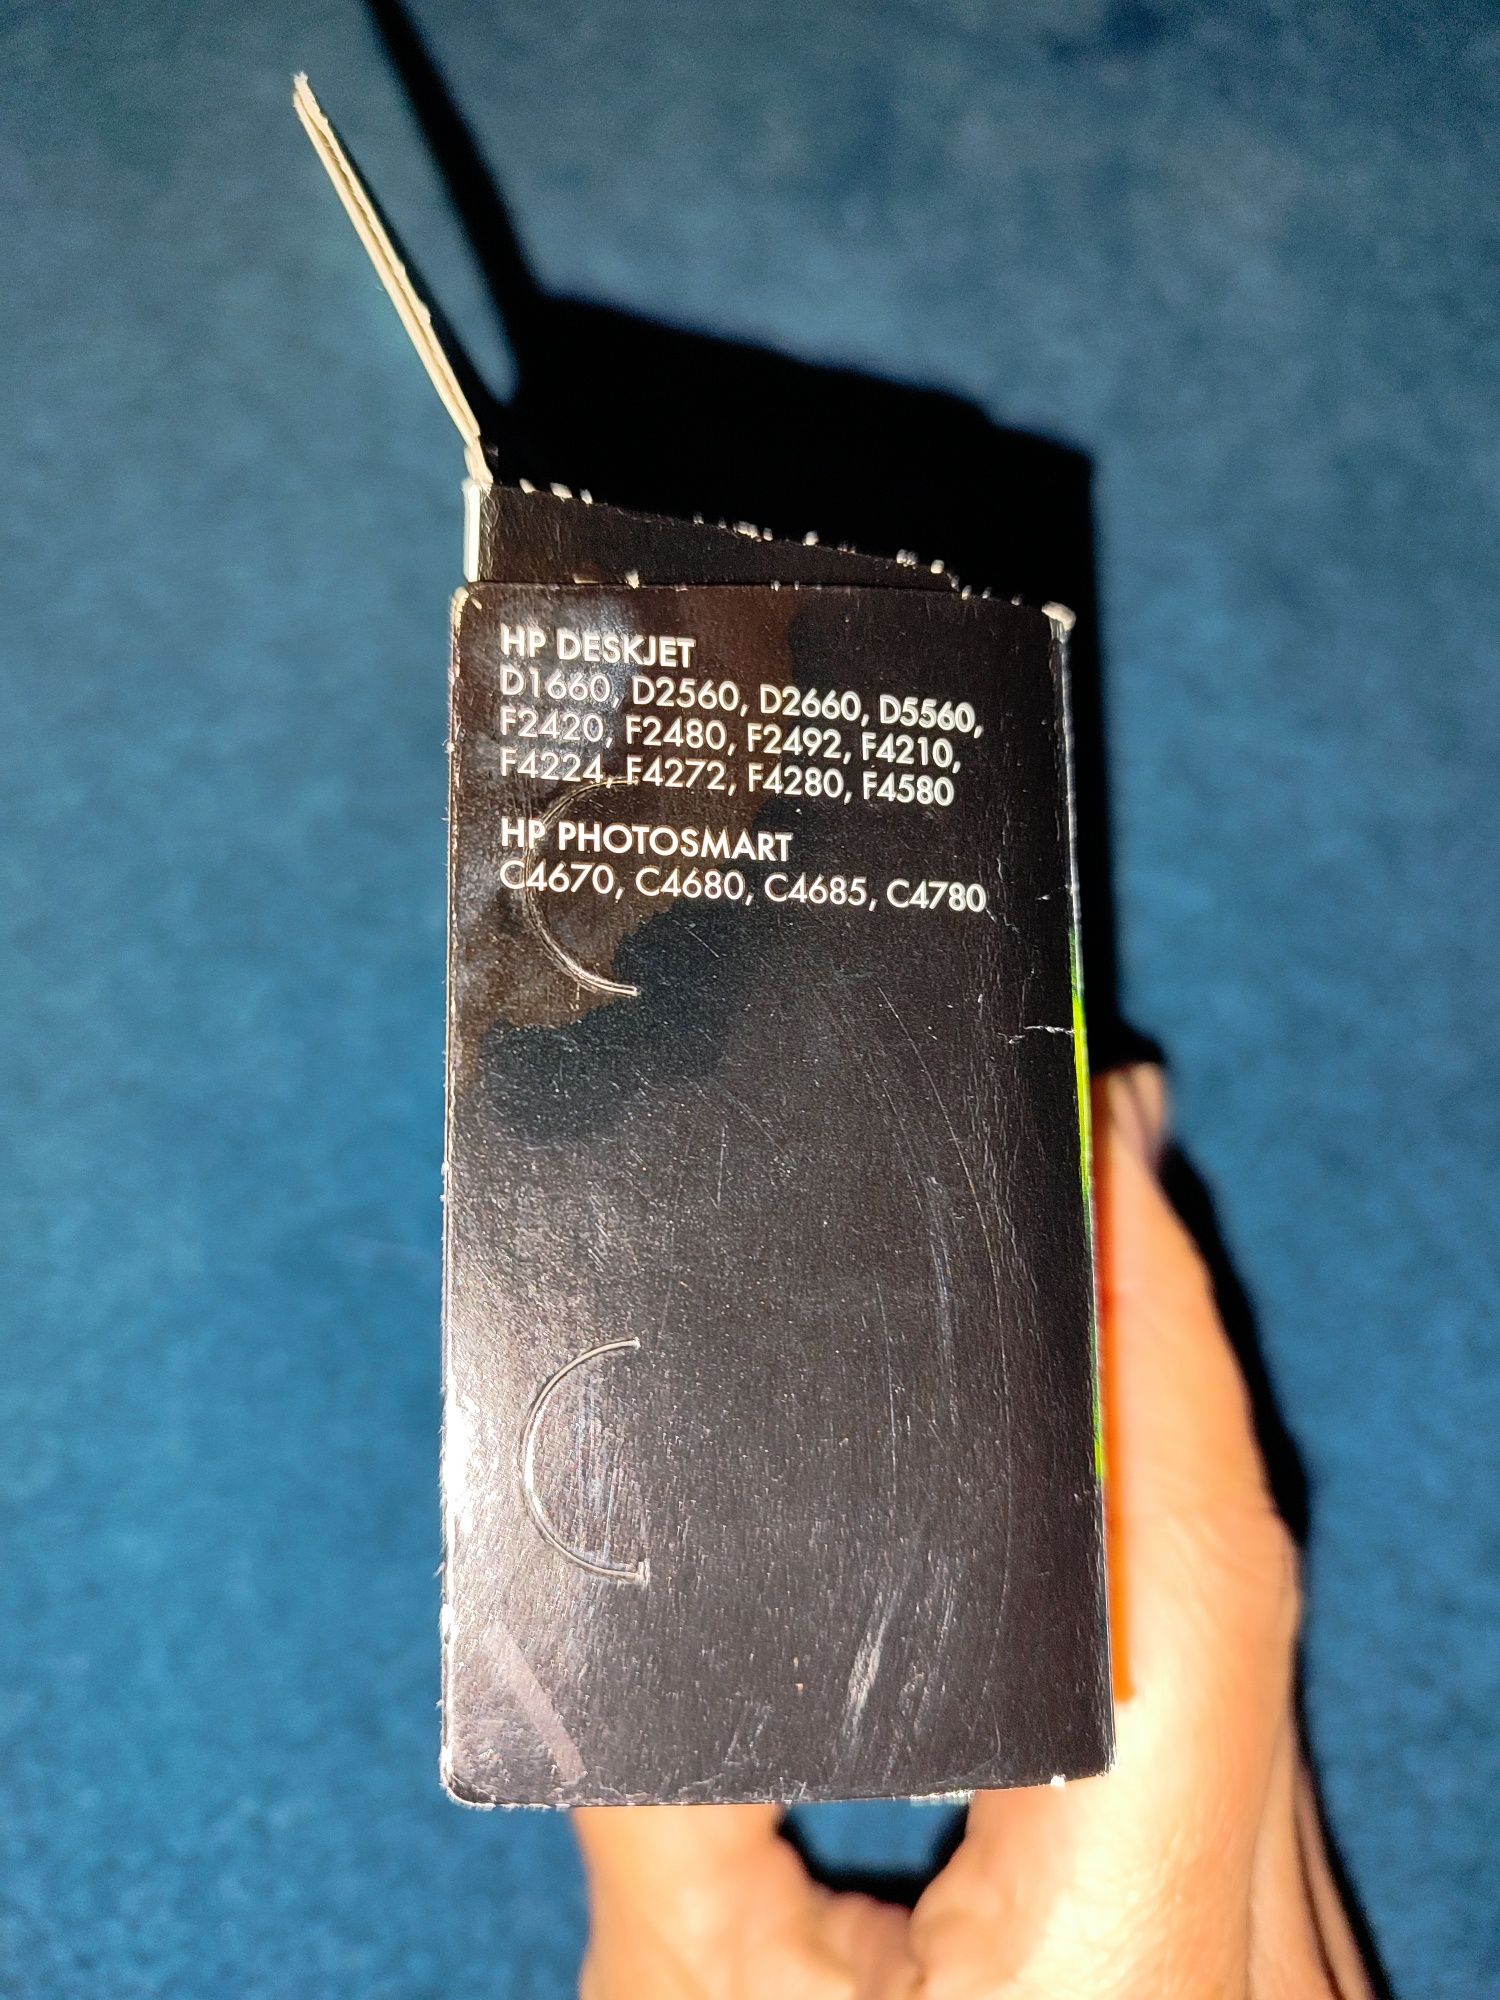 HP DESKJET
D1660, D2560, D2660, D5560,
F2420, F2480, F2492, F4210,
F4224, F4272, F4280, F4580
HP PHOTOSMART
C4670, C4680, C4685, C4780